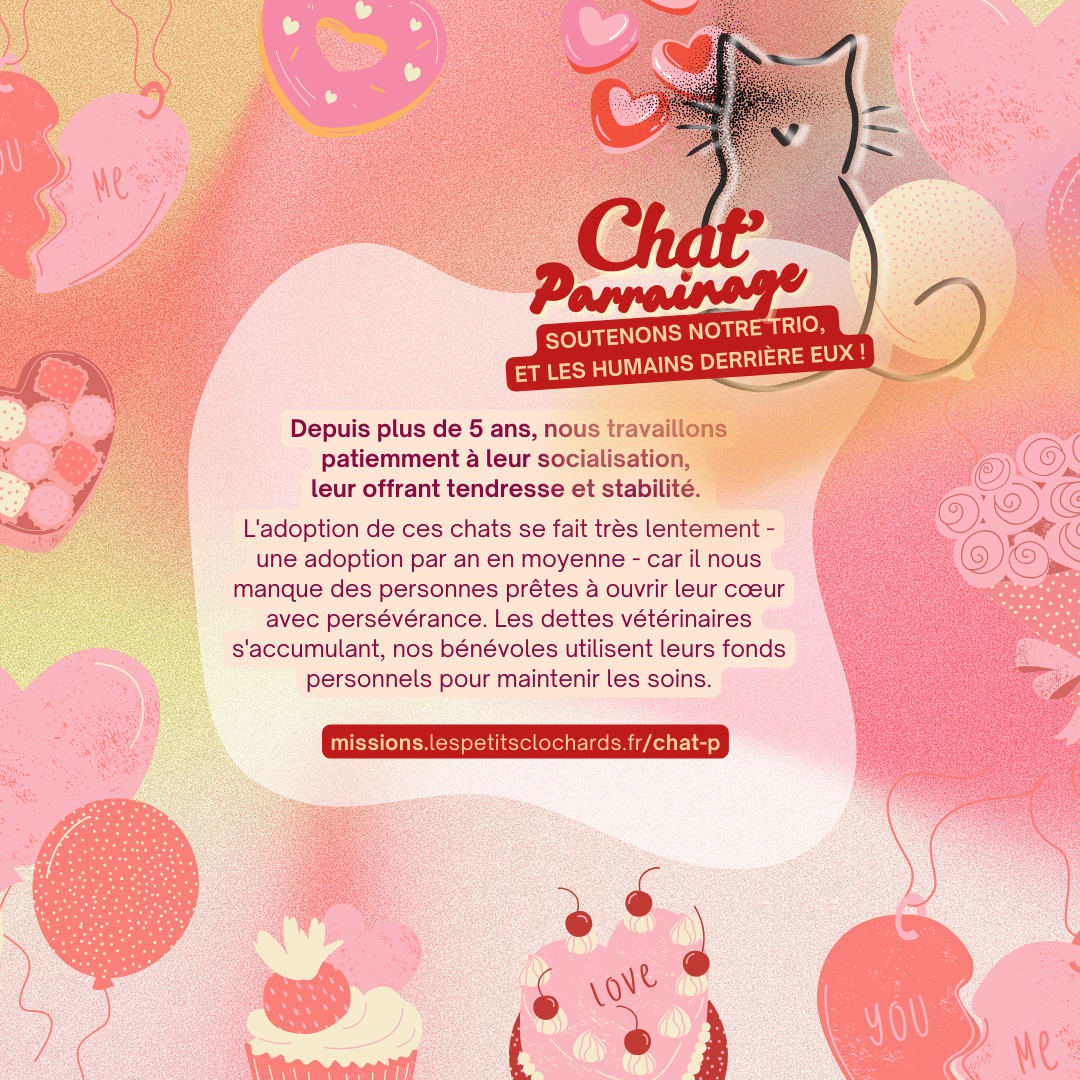 YOU
ME
Chat'
Parrainage
SOUTENONS NOTRE TRIO,
ET LES HUMAINS DERRIÈRE EUX !
Depuis plus de 5 ans, nous travaillons
patiemment à leur socialisation,
leur offrant tendresse et stabilité.
L'adoption de ces chats se fait très lentement -
une adoption par an en moyenne - car il nous
manque des personnes prêtes à ouvrir leur cœur
avec persévérance. Les dettes vétérinaires
s'accumulant, nos bénévoles utilisent leurs fonds
personnels pour maintenir les soins.
missions.lespetitsclochards.fr/chat-p
LOVE
YOU
ME